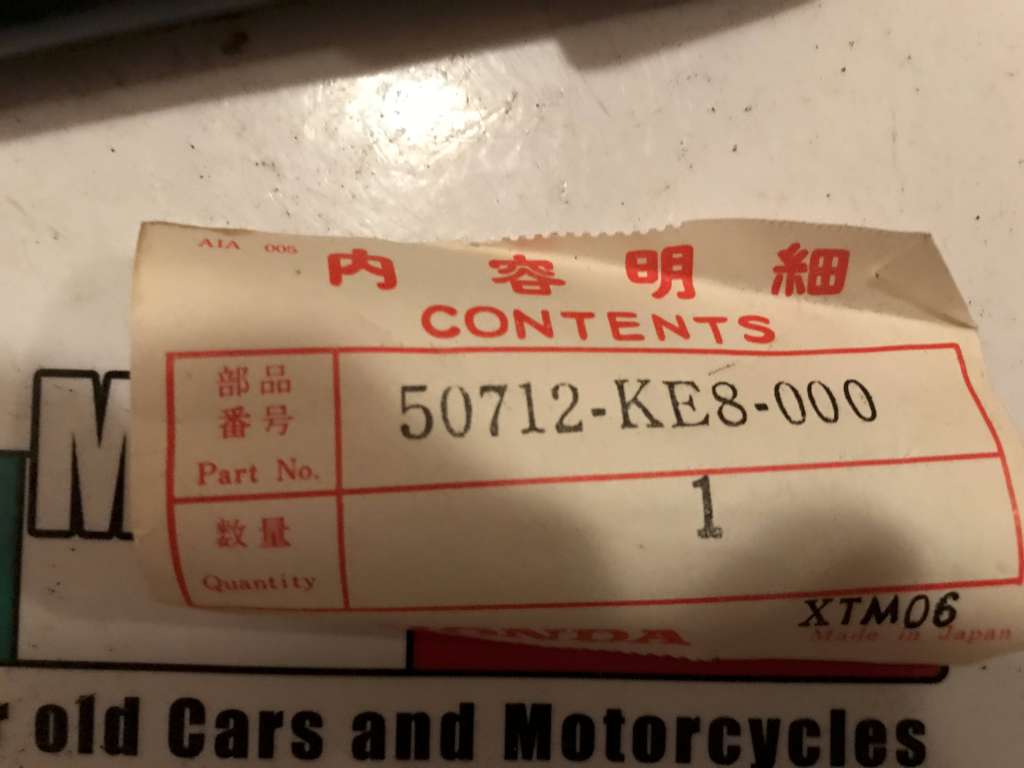 AIA 005
内容明細
CONTENTS
部品
番号
Part No.
50712-KE8-000
数量
Quantity
1
XTM06
HONDA
Made in Japan
old Cars and Motorcycles